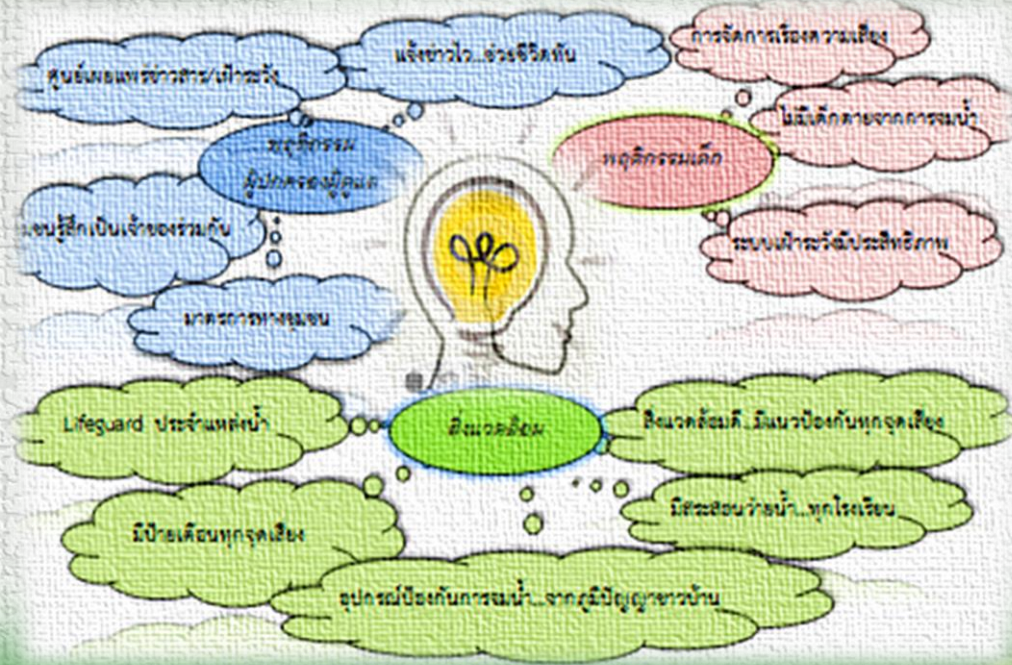 ศูนย์เผยแพร่ข่าวสาร/เฝ้าระวัง
แจ้งข่าวไว...ช่วยชีวิตทัน
การจัดการเรื่องความเสี่ยง
ไม่มีเด็กตายจากการจมน้ำ
พฤติกรรม
ผู้ปกครองผู้ดูแล
พฤติกรรมเด็ก
รู้สึกเป็นเจ้าของร่วมกัน
ระบบเฝ้าระวังมีประสิทธิภาพ
มาตรการทางชุมชน
Lifeguard ประจำแหล่งน้ำ
สิ่งแวดล้อม
สิ่งแวดล้อมดี...มีแนวป้องกันทุกจุดเสี่ยง
มีป้ายเตือนทุกจุดเสี่ยง
มีสระสอนว่ายน้ำ...ทุกโรงเรียน
อุปกรณ์ป้องกันการจมน้ำ...จากภูมิปัญญาชาวบ้าน